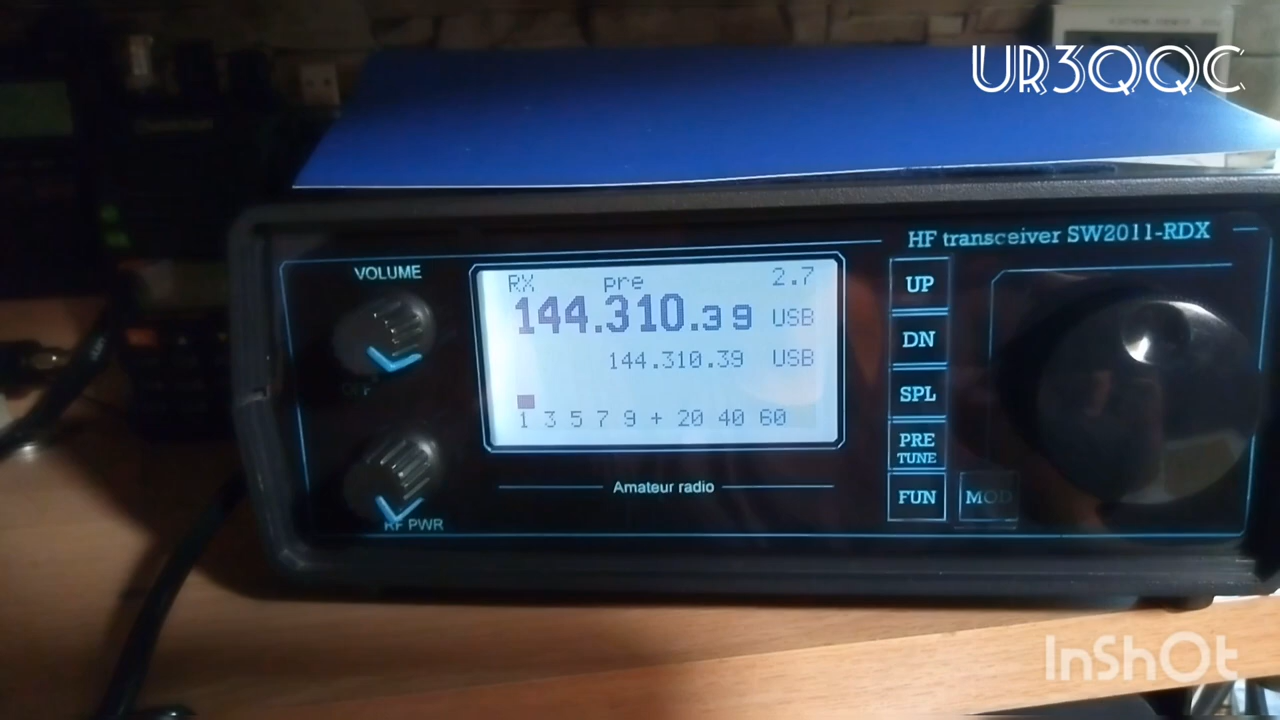 UR3QQC
HF transceiver SW2011-RDX
VOLUME
OFF
RF PWR
RX pre 2.7
144.310.39 USB
144.310.39 USB
1 3 5 7 9 + 20 40 60
Amateur radio
UP
DN
SPL
PRE
TUNE
FUN
MOD
InShOt